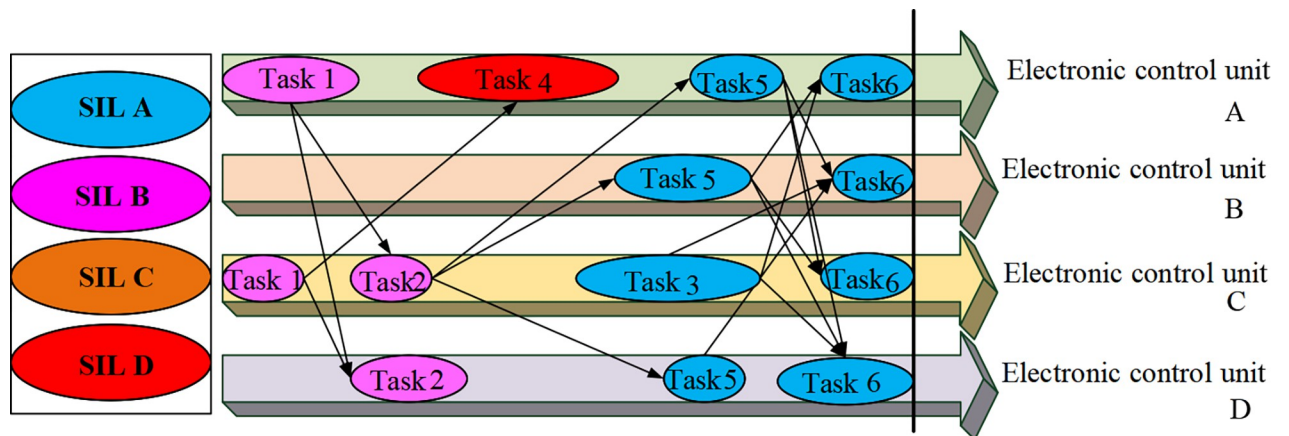 SIL A
SIL B
SIL C
SIL D
Task 1
Task 4
Task5
Task6
Electronic control unit
A
Task 5
Task6
Electronic control unit
B
Task 1
Task2
Task 3
Task6
Electronic control unit
C
Task 2
Task5
Task 6
Electronic control unit
D